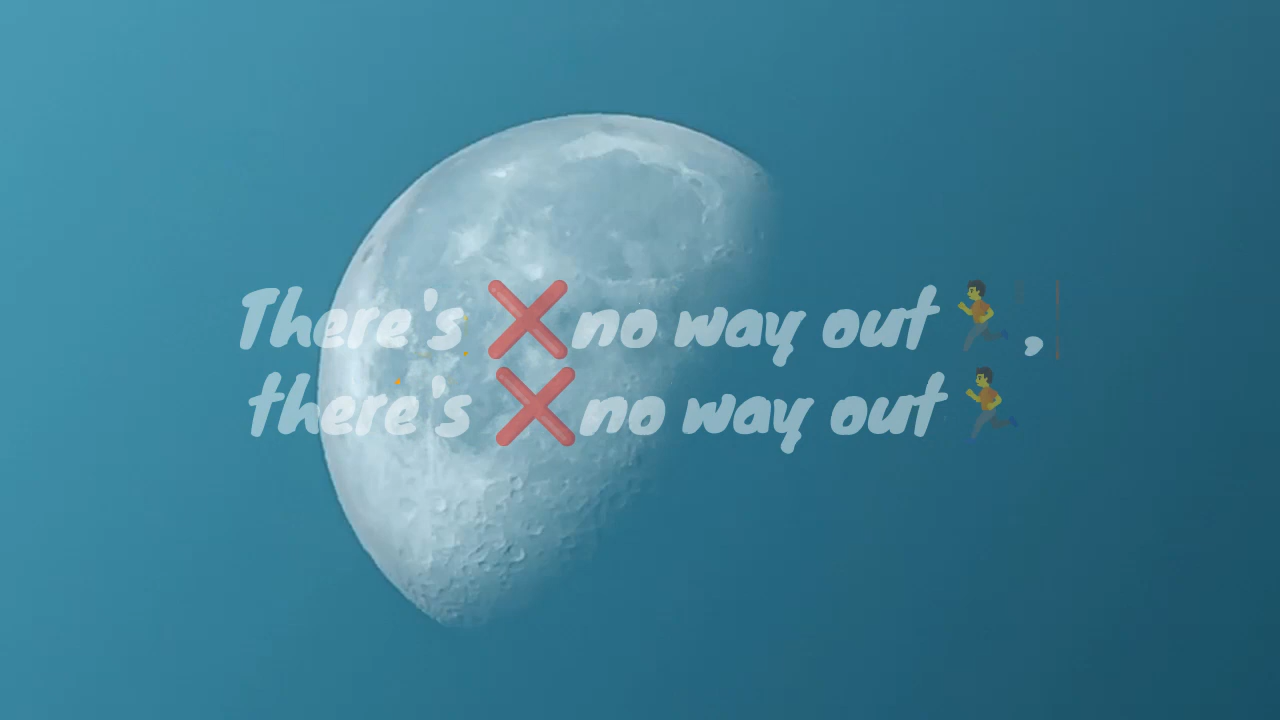 There's ❌no way out 🏃,
there's ❌no way out 🏃